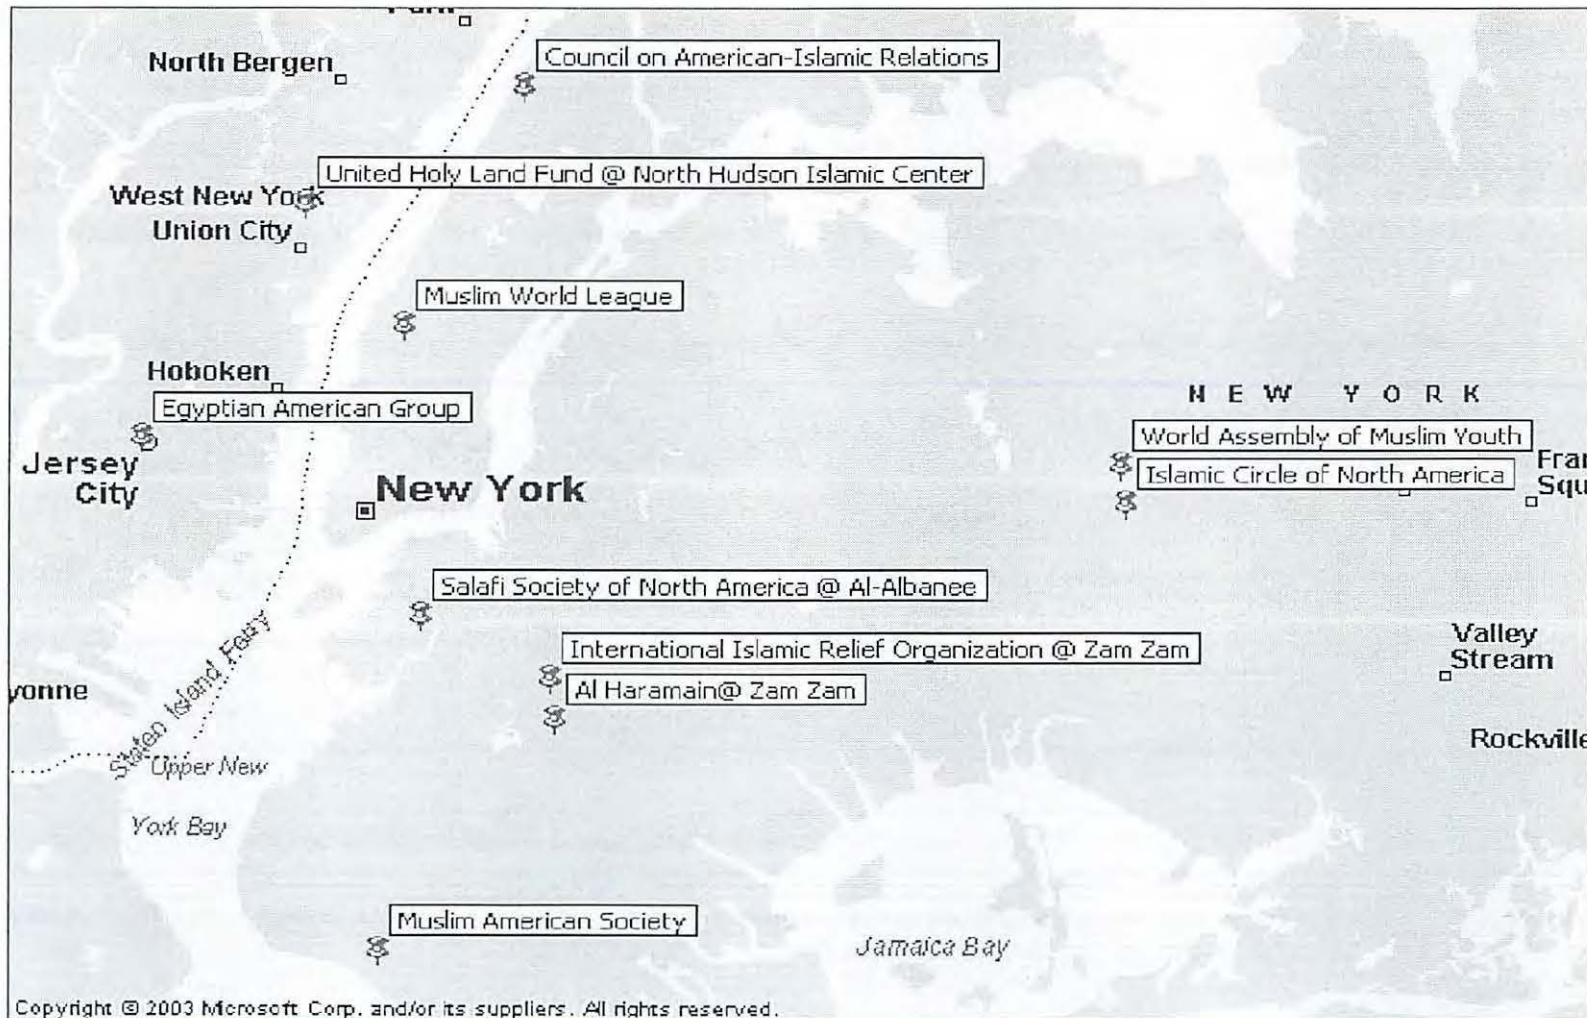 North Bergen
Council on American-Islamic Relations
United Holy Land Fund @ North Hudson Islamic Center
West New York
Union City
Muslim World League
Hoboken
Egyptian American Group
Jersey
City
New York
NEW YORK
World Assembly of Muslim Youth
Islamic Circle of North America
Salafi Society of North America @ Al-Albanee
International Islamic Relief Organization @ Zam Zam
Al Haramain@ Zam Zam
Valley
Stream
Staten Island Ferry
Upper New
York Bay
Muslim American Society
Jamaica Bay
Copyright © 2003 Microsoft Corp. and/or its suppliers. All rights reserved.